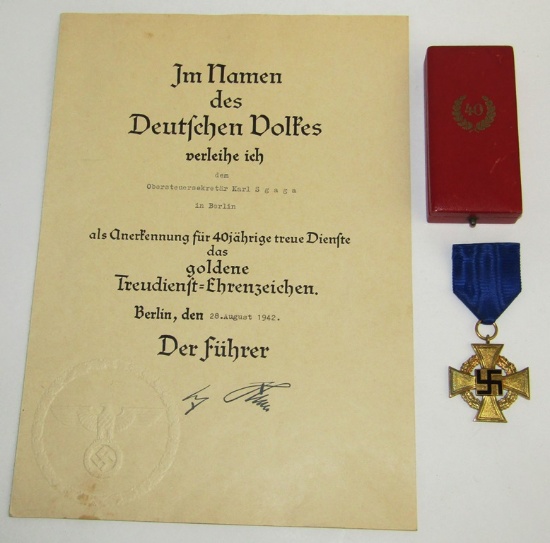 Im Namen
des
Deutschen Volkes
verleihe ich
dem
Obersteuersekretär Karl S g a g a
in Berlin
als Anerkennung für 40jährige treue Dienste
das
goldene
Treudienst=Ehrenzeichen.
Berlin, den 28.August 1942.
Der Führer
40